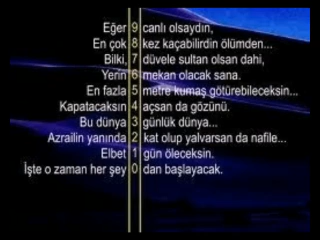 Eğer 9 canlı olsaydın,
En çok 8 kez kaçabilirdin ölümden...
Bilki, 7 düvele sultan olsan dahi,
Yerin 6 mekan olacak sana.
En fazla 5 metre kumaş götürebileceksin...
Kapatacaksın 4 açsan da gözünü.
Bu dünya 3 günlük dünya...
Azrailin yanında 2 kat olup yalvarsan da nafile...
Elbet 1 gün öleceksin.
İşte o zaman her şey 0 dan başlayacak.